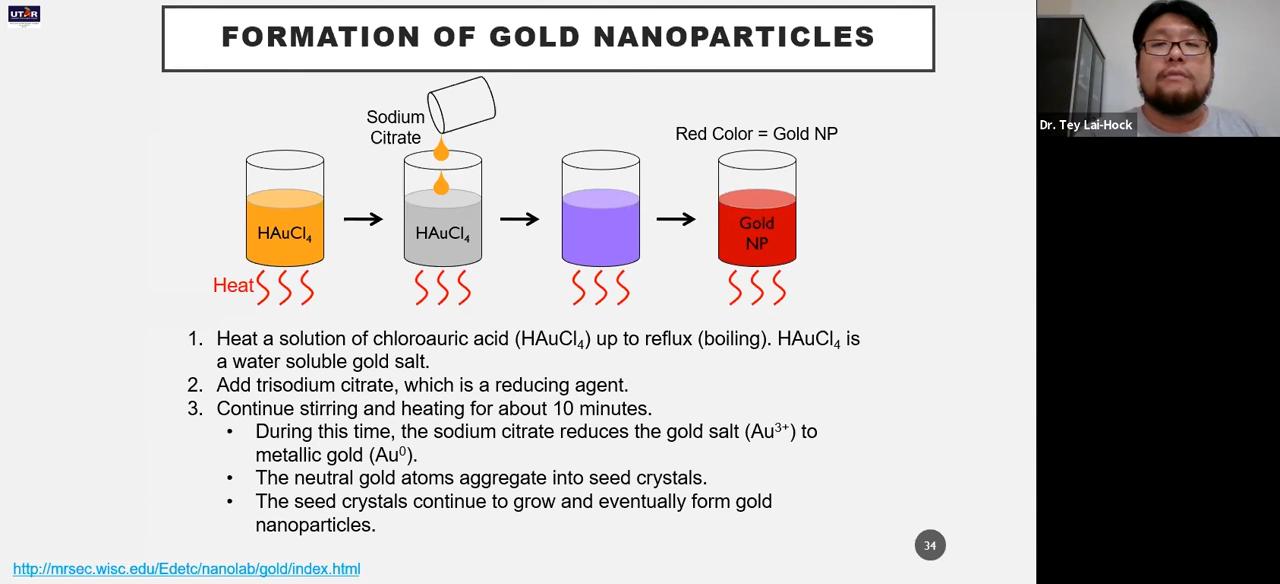 UTAR
FORMATION OF GOLD NANOPARTICLES
Dr. Tey Lai-Hock
Sodium
Citrate
Red Color = Gold NP
HAuCl₄
HAuCl₄
Gold
NP
Heat
1. Heat a solution of chloroauric acid (HAuCl₄) up to reflux (boiling). HAuCl₄ is
a water soluble gold salt.
2. Add trisodium citrate, which is a reducing agent.
3. Continue stirring and heating for about 10 minutes.
• During this time, the sodium citrate reduces the gold salt (Au³⁺) to
metallic gold (Au⁰).
• The neutral gold atoms aggregate into seed crystals.
• The seed crystals continue to grow and eventually form gold
nanoparticles.
34
http://mrsec.wisc.edu/Edetc/nanolab/gold/index.html